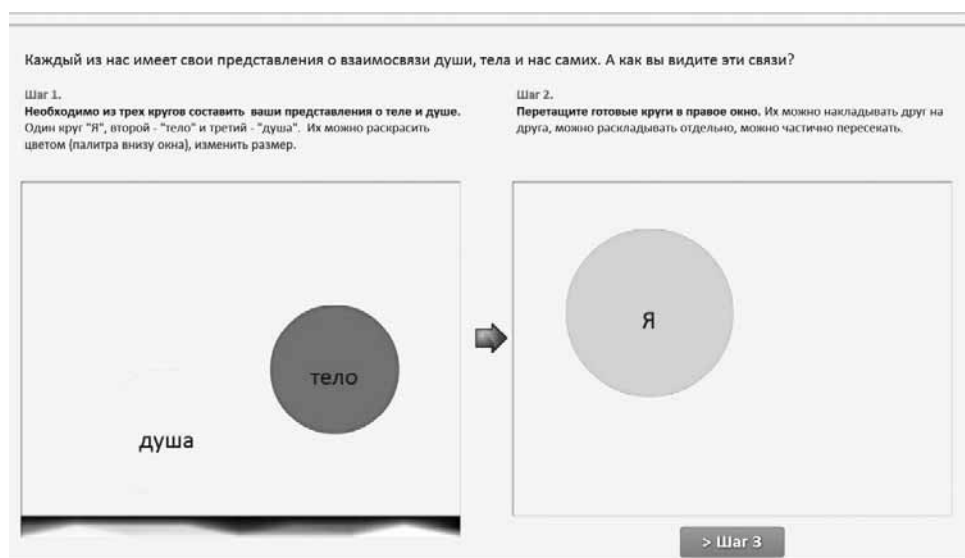 Каждый из нас имеет свои представления о взаимосвязи души, тела и нас самих. А как вы видите эти связи?
Шаг 1.
Необходимо из трех кругов составить ваши представления о теле и душе.
Один круг "Я", второй - "тело" и третий - "душа". Их можно раскрасить
цветом (палитра внизу окна), изменить размер.
Шаг 2.
Перетащите готовые круги в правое окно. Их можно накладывать друг на
друга, можно раскладывать отдельно, можно частично пересекать.
тело
душа
Я
> Шаг 3